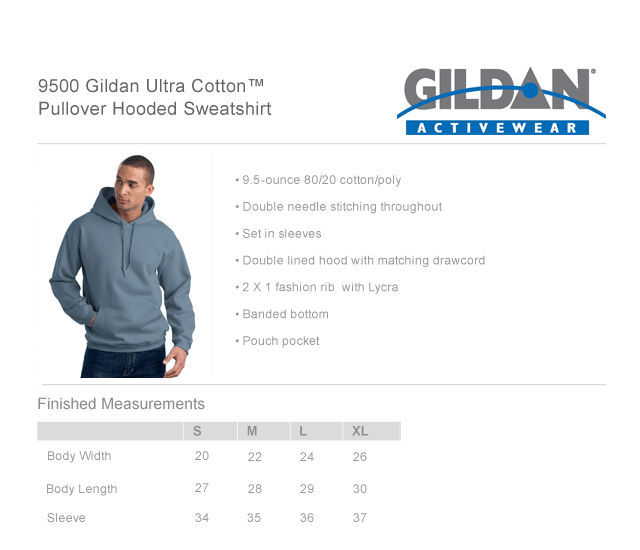 9500 Gildan Ultra Cotton™
Pullover Hooded Sweatshirt
GILDAN®
ACTIVEWEAR
• 9.5-ounce 80/20 cotton/poly
• Double needle stitching throughout
• Set in sleeves
• Double lined hood with matching drawcord
• 2 X 1 fashion rib with Lycra
• Banded bottom
• Pouch pocket
Finished Measurements
S M L XL
Body Width 20 22 24 26
Body Length 27 28 29 30
Sleeve 34 35 36 37